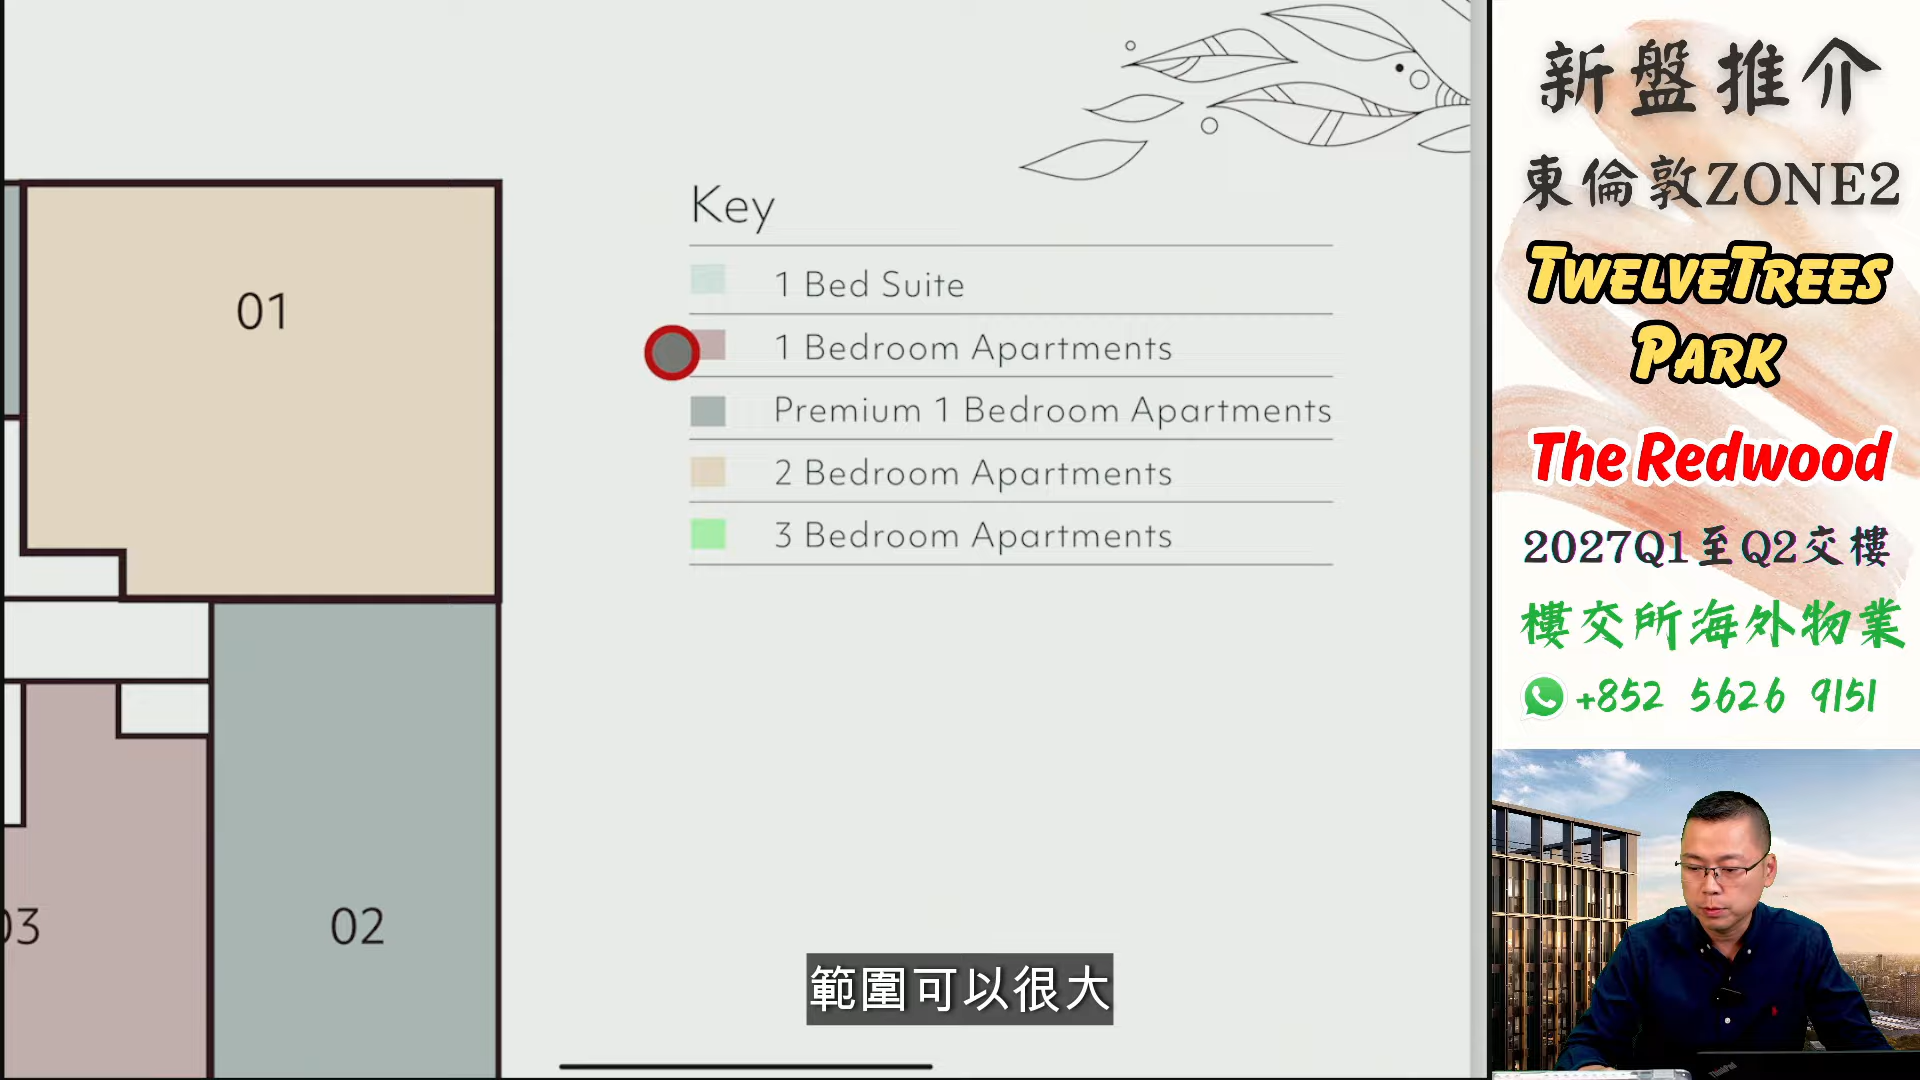 01
Key
1 Bed Suite
1 Bedroom Apartments
Premium 1 Bedroom Apartments
2 Bedroom Apartments
3 Bedroom Apartments
03
02
範圍可以很大
新盤推介
東倫敦ZONE2
TWELVETREES
PARK
The Redwood
2027Q1至Q2交樓
樓交所海外物業
+852 5626 9151
ThinkPad